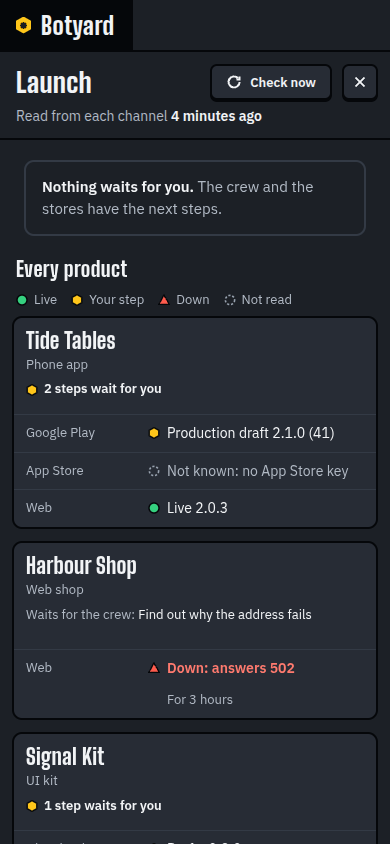 Botyard
Launch
Check now
Read from each channel 4 minutes ago
Nothing waits for you. The crew and the
stores have the next steps.
Every product
Live
Your step
Down
Not read
Tide Tables
Phone app
2 steps wait for you
Google Play
Production draft 2.1.0 (41)
App Store
Not known: no App Store key
Web
Live 2.0.3
Harbour Shop
Web shop
Waits for the crew: Find out why the address fails
Web
Down: answers 502
For 3 hours
Signal Kit
UI kit
1 step waits for you